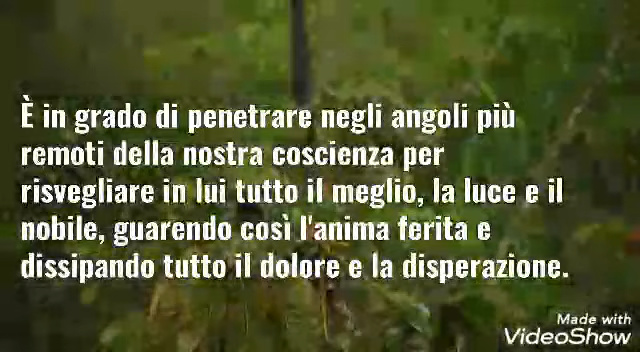 È in grado di penetrare negli angoli più
remoti della nostra coscienza per
risvegliare in lui tutto il meglio, la luce e il
nobile, guarendo così l'anima ferita e
dissipando tutto il dolore e la disperazione.
Made with
VideoShow